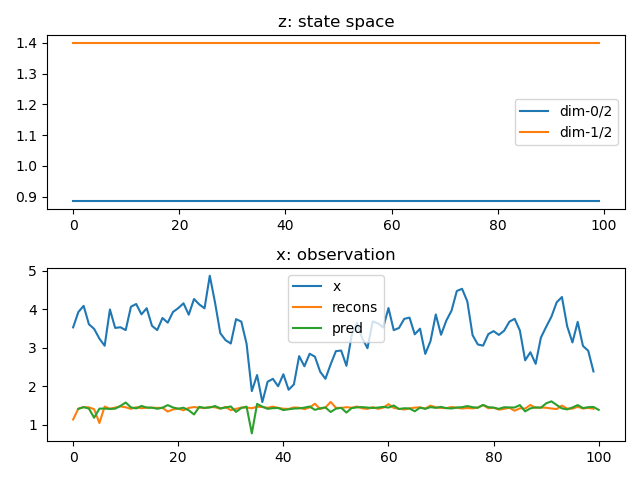 z: state space
1.4
1.3
1.2
1.1
1.0
0.9
dim-0/2
dim-1/2
0 20 40 60 80 100
x: observation
5
4
3
2
1
x
recons
pred
0 20 40 60 80 100